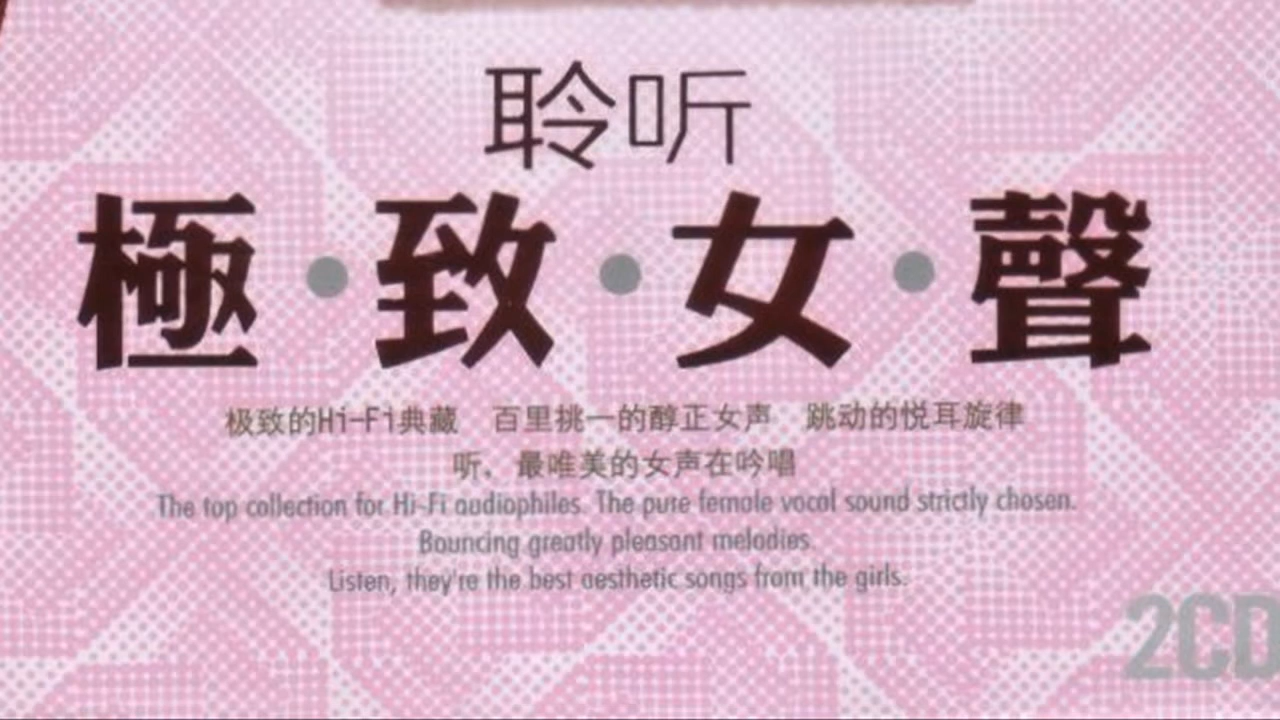 聆听
極·致·女·聲
极致的Hi-Fi典藏 百里挑一的醇正女声 跳动的悦耳旋律
听，最唯美的女声在吟唱
The top collection for Hi-Fi audiophiles. The pure female vocal sound strictly chosen.
Bouncing greatly pleasant melodies.
Listen, they're the best aesthetic songs from the girls.
2CD